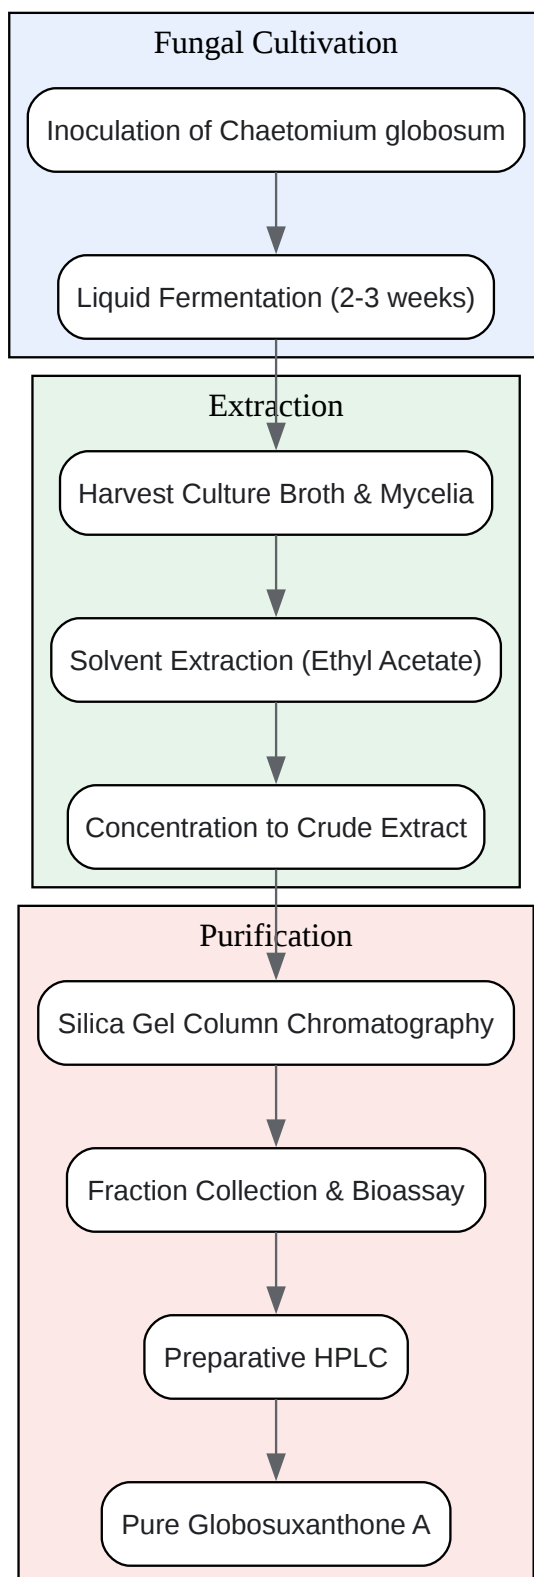 Fungal Cultivation
Inoculation of Chaetomium globosum
Liquid Fermentation (2-3 weeks)
Extraction
Harvest Culture Broth & Mycelia
Solvent Extraction (Ethyl Acetate)
Concentration to Crude Extract
Purification
Silica Gel Column Chromatography
Fraction Collection & Bioassay
Preparative HPLC
Pure Globosuxanthone A